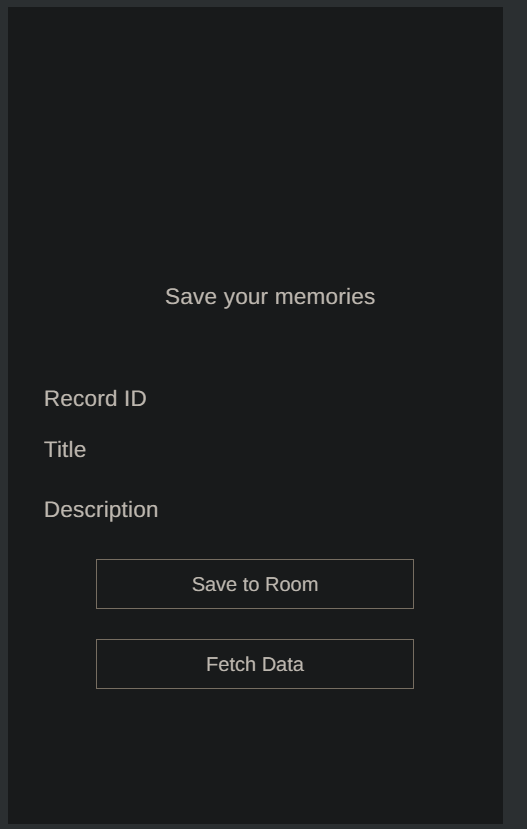 Save your memories
Record ID
Title
Description
Save to Room
Fetch Data